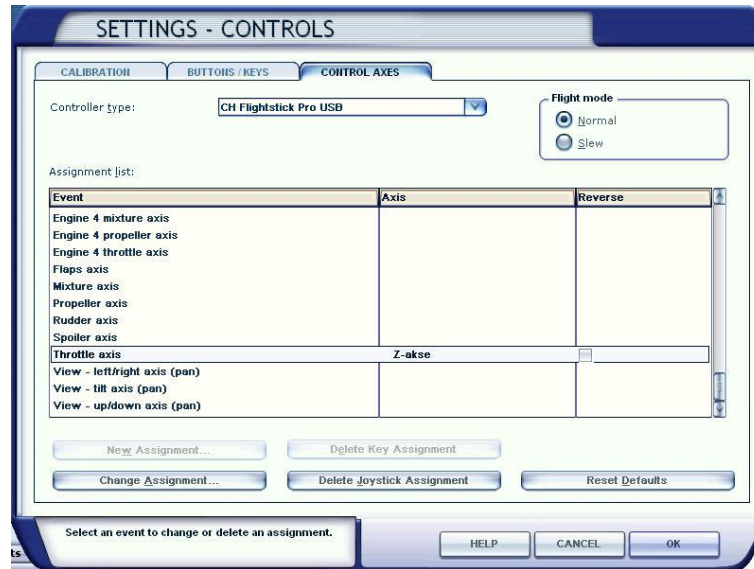 SETTINGS - CONTROLS
CALIBRATION BUTTONS / KEYS CONTROL AXES
Controller type: CH Flightstick Pro USB
Flight mode
Normal
Slew
Assignment list:
Event Axis Reverse
Engine 4 mixture axis
Engine 4 propeller axis
Engine 4 throttle axis
Flaps axis
Mixture axis
Propeller axis
Rudder axis
Spoiler axis
Throttle axis Z-akse
View - left/right axis (pan)
View - tilt axis (pan)
View - up/down axis (pan)
New Assignment... Delete Key Assignment
Change Assignment... Delete Joystick Assignment Reset Defaults
Select an event to change or delete an assignment.
HELP CANCEL OK
ts